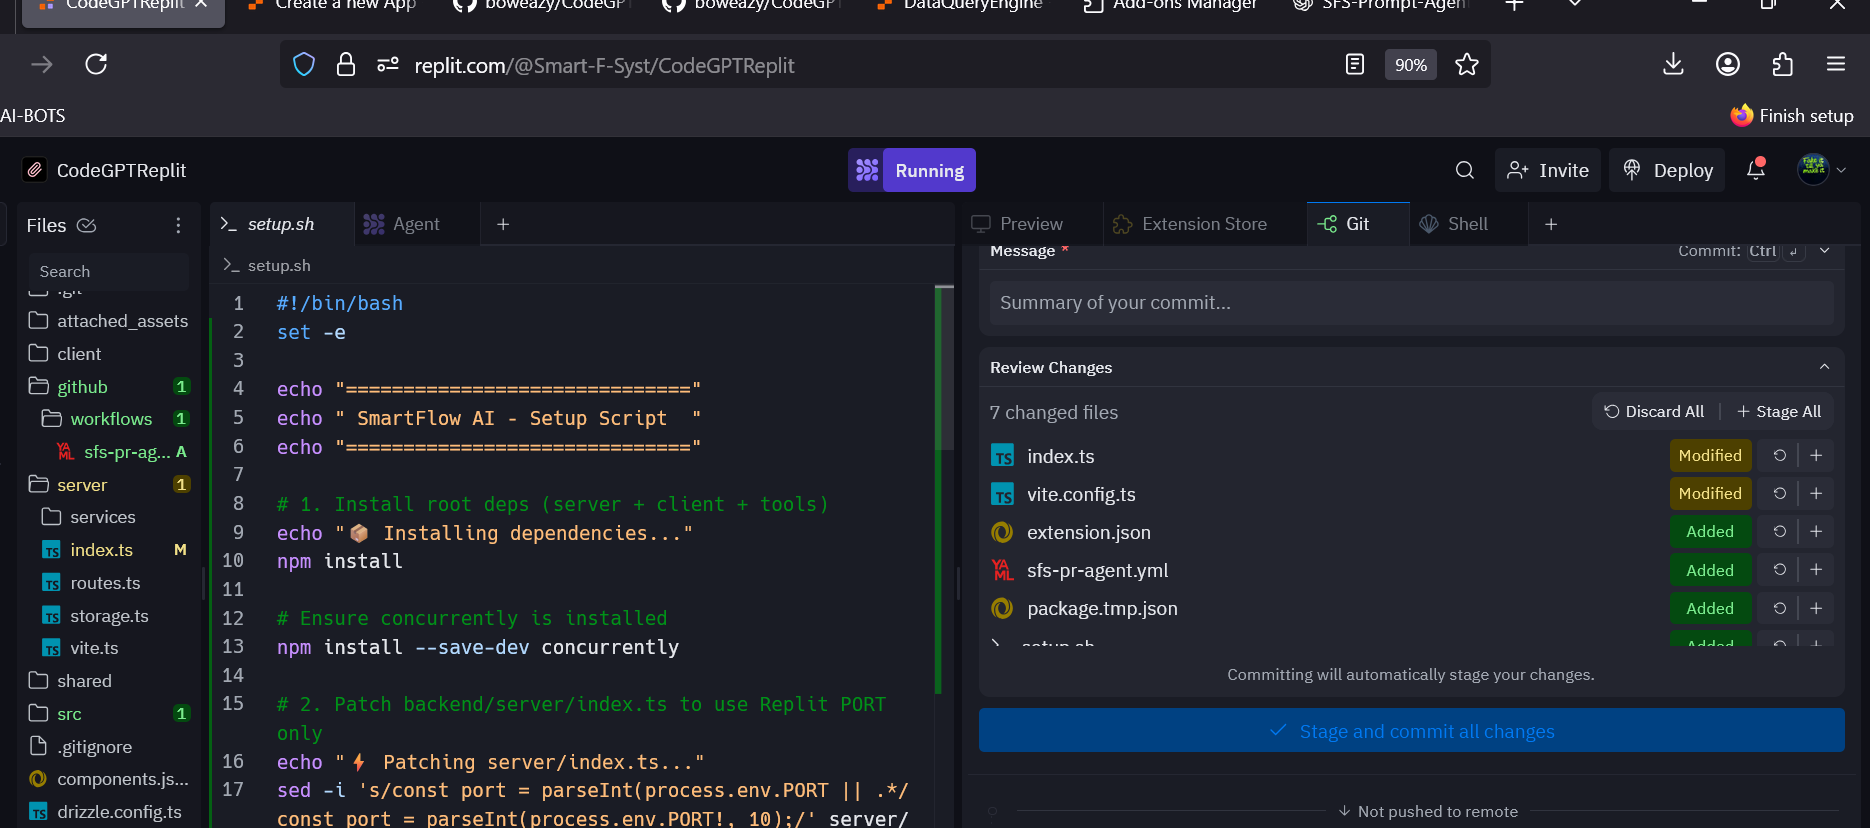 CodeGPTReplit
Create a new App
boweazy/CodeGP
boweazy/CodeGP
DataQueryEngine
Add-ons Manager
SFS-Prompt-Agen
replit.com/@Smart-F-Syst/CodeGPTReplit
90%
AI-BOTS
Finish setup
CodeGPTReplit
Running
Invite
Deploy
Files
Search
.git
attached_assets
client
github 1
workflows 1
sfs-pr-ag... A
server 1
services
index.ts M
routes.ts
storage.ts
vite.ts
shared
src 1
.gitignore
components.js...
drizzle.config.ts
setup.sh
Agent
setup.sh
1 #!/bin/bash
2 set -e
3
4 echo "=============================="
5 echo " SmartFlow AI - Setup Script  "
6 echo "=============================="
7
8 # 1. Install root deps (server + client + tools)
9 echo "📦 Installing dependencies..."
10 npm install
11
12 # Ensure concurrently is installed
13 npm install --save-dev concurrently
14
15 # 2. Patch backend/server/index.ts to use Replit PORT
only
16 echo "⚡ Patching server/index.ts..."
17 sed -i 's/const port = parseInt(process.env.PORT || .*/
const port = parseInt(process.env.PORT!, 10);/' server/
Preview
Extension Store
Git
Shell
Message *
Commit: Ctrl ↵
Summary of your commit...
Review Changes
7 changed files
Discard All
Stage All
index.ts Modified
vite.config.ts Modified
extension.json Added
YAML sfs-pr-agent.yml Added
package.tmp.json Added
setup.sh Added
Committing will automatically stage your changes.
Stage and commit all changes
Not pushed to remote